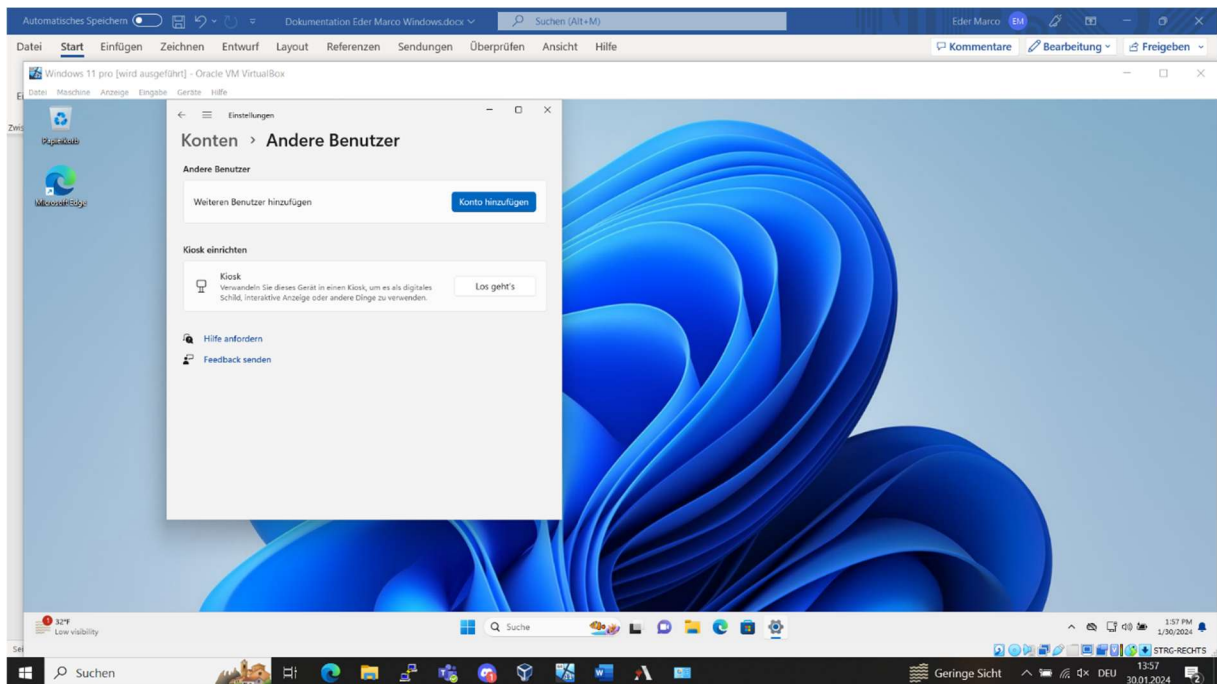 Automatisches Speichern
Dokumentation Eder Marco Windows.docx
Suchen (Alt+M)
Eder Marco
EM
Datei Start Einfügen Zeichnen Entwurf Layout Referenzen Sendungen Überprüfen Ansicht Hilfe
Kommentare
Bearbeitung
Freigeben
Windows 11 pro [wird ausgeführt] - Oracle VM VirtualBox
Datei Maschine Anzeige Eingabe Geräte Hilfe
Papierkorb
Microsoft Edge
Einstellungen
Konten > Andere Benutzer
Andere Benutzer
Weiteren Benutzer hinzufügen
Konto hinzufügen
Kiosk einrichten
Kiosk
Verwandeln Sie dieses Gerät in einen Kiosk, um es als digitales
Schild, interaktive Anzeige oder andere Dinge zu verwenden.
Los geht's
Hilfe anfordern
Feedback senden
1
32°F
Low visibility
Suche
1:57 PM
1/30/2024
STRG-RECHTS
Suchen
Geringe Sicht
DEU
13:57
30.01.2024
2